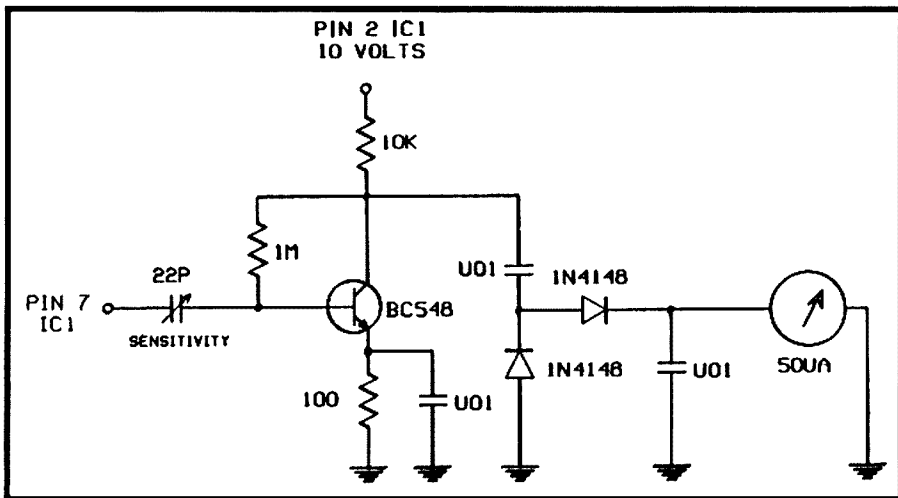 PIN 2 IC1
10 VOLTS
10K
1M
22P
PIN 7
IC1
SENSITIVITY
BC548
U01
1N4148
1N4148
U01
50UA
100
U01